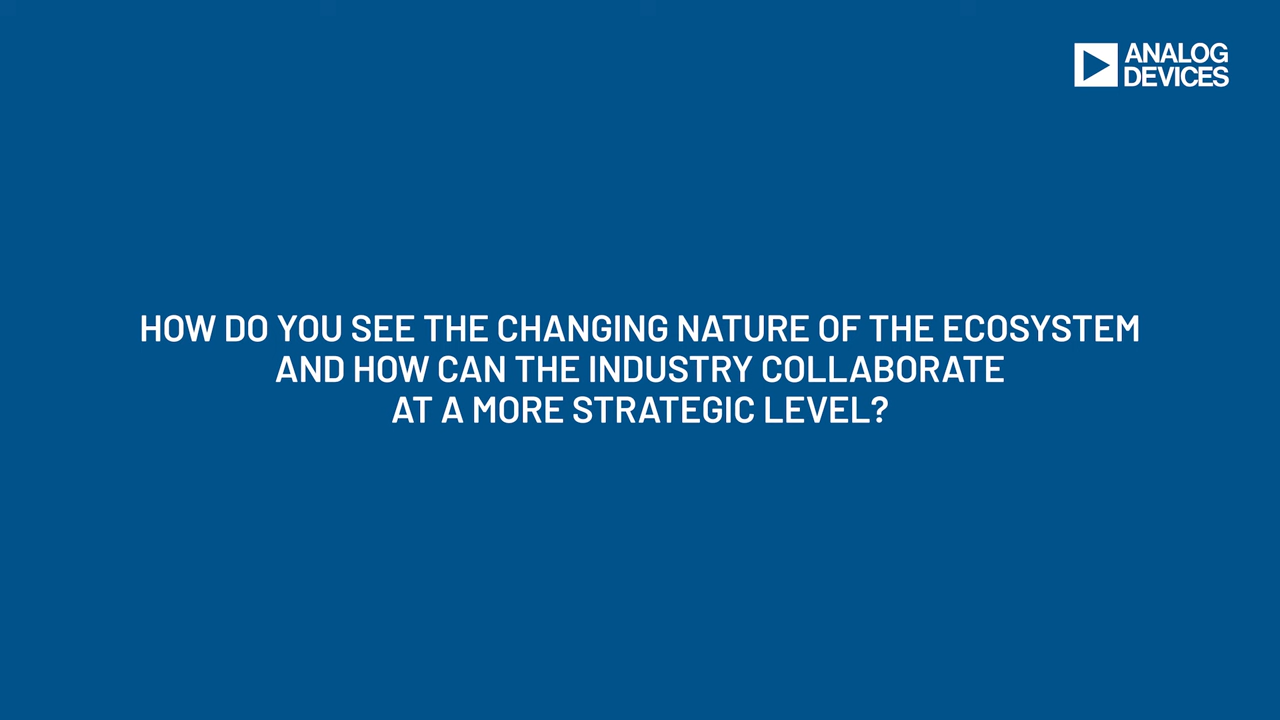 ANALOG
DEVICES
HOW DO YOU SEE THE CHANGING NATURE OF THE ECOSYSTEM
AND HOW CAN THE INDUSTRY COLLABORATE
AT A MORE STRATEGIC LEVEL?